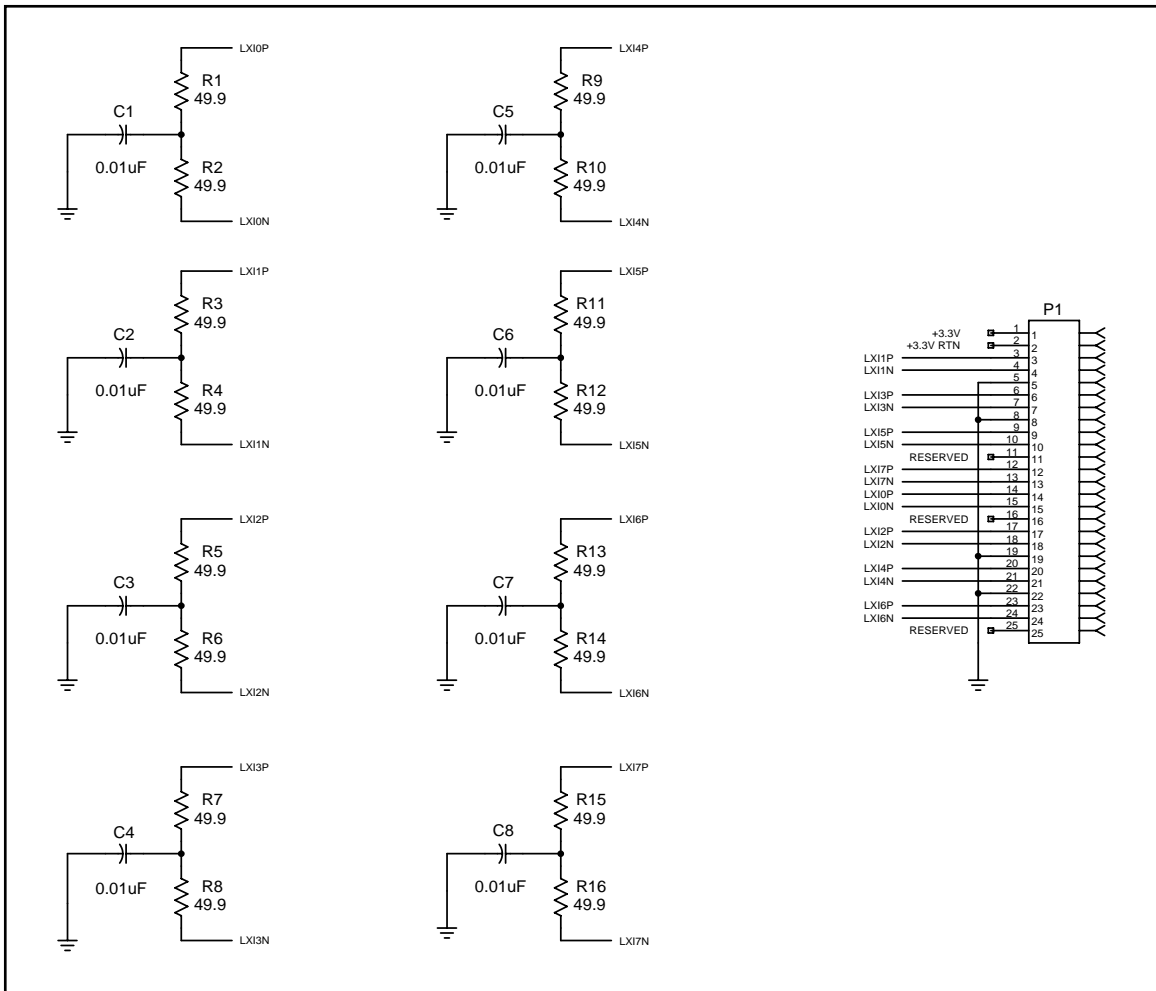 LXI0P
R1
49.9
C1
0.01uF
R2
49.9
LXI0N
LXI1P
R3
49.9
C2
0.01uF
R4
49.9
LXI1N
LXI2P
R5
49.9
C3
0.01uF
R6
49.9
LXI2N
LXI3P
R7
49.9
C4
0.01uF
R8
49.9
LXI3N
LXI4P
R9
49.9
C5
0.01uF
R10
49.9
LXI4N
LXI5P
R11
49.9
C6
0.01uF
R12
49.9
LXI5N
LXI6P
R13
49.9
C7
0.01uF
R14
49.9
LXI6N
LXI7P
R15
49.9
C8
0.01uF
R16
49.9
LXI7N
P1
+3.3V 1 1
+3.3V RTN 2 2
LXI1P 3 3
LXI1N 4 4
5 5
LXI3P 6 6
LXI3N 7 7
8 8
LXI5P 9 9
LXI5N 10 10
RESERVED 11 11
LXI7P 12 12
LXI7N 13 13
LXI0P 14 14
LXI0N 15 15
RESERVED 16 16
LXI2P 17 17
LXI2N 18 18
19 19
LXI4P 20 20
LXI4N 21 21
22 22
LXI6P 23 23
LXI6N 24 24
RESERVED 25 25